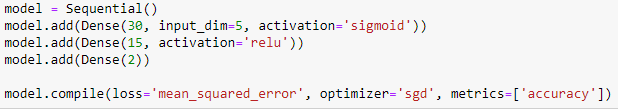 model = Sequential()
model.add(Dense(30, input_dim=5, activation='sigmoid'))
model.add(Dense(15, activation='relu'))
model.add(Dense(2))
model.compile(loss='mean_squared_error', optimizer='sgd', metrics=['accuracy'])